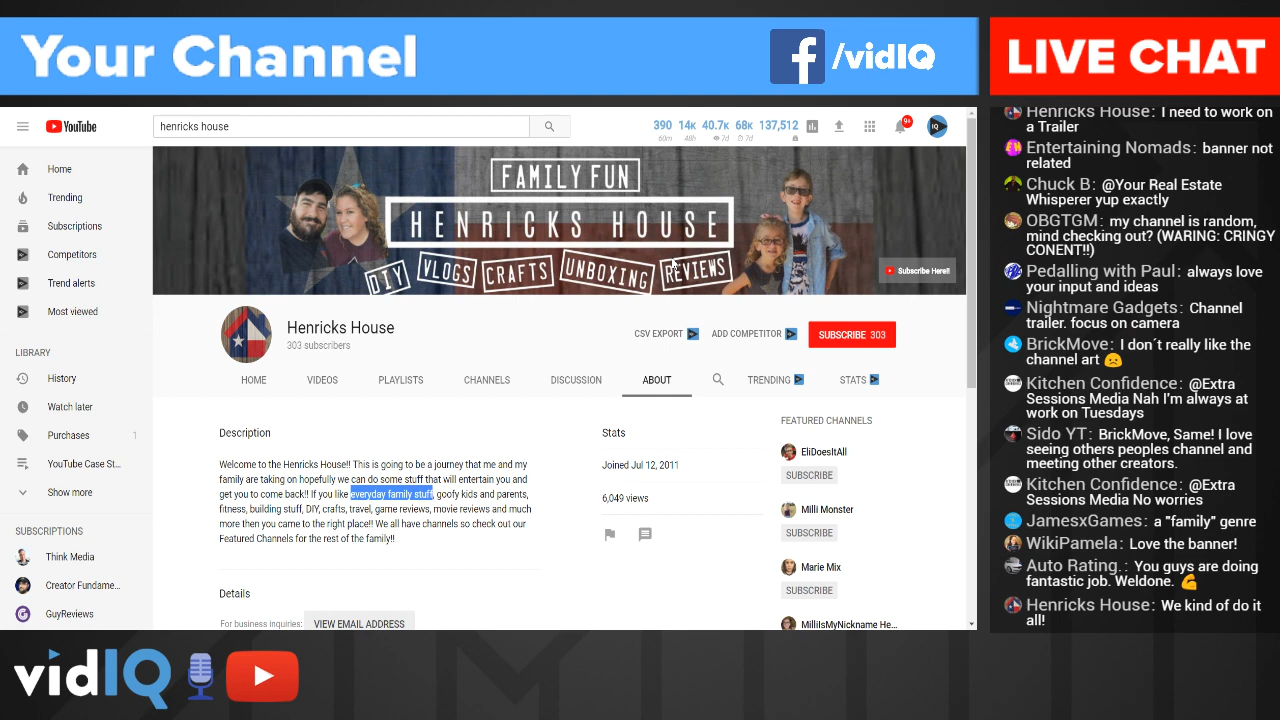 Your Channel
f /vidIQ
LIVE CHAT
YouTube
henricks house
390 14K 40.7K 68K 137,512
60m 48h 7d 7d
9+
IQ
Home
Trending
Subscriptions
Competitors
Trend alerts
Most viewed
LIBRARY
History
Watch later
Purchases 1
YouTube Case St...
Show more
SUBSCRIPTIONS
Think Media
Creator Fundame...
GuyReviews
FAMILY FUN
HENRICKS HOUSE
DIY VLOGS CRAFTS UNBOXING REVIEWS
Subscribe Here!!
Henricks House
303 subscribers
CSV EXPORT ADD COMPETITOR SUBSCRIBE 303
HOME VIDEOS PLAYLISTS CHANNELS DISCUSSION ABOUT TRENDING STATS
Description
Welcome to the Henricks House!! This is going to be a journey that me and my
family are taking on hopefully we can do some stuff that will entertain you and
get you to come back!! If you like everyday family stuff, goofy kids and parents,
fitness, building stuff, DIY, crafts, travel, game reviews, movie reviews and much
more then you came to the right place!! We all have channels so check out our
Featured Channels for the rest of the family!!
Details
For business inquiries: VIEW EMAIL ADDRESS
Stats
Joined Jul 12, 2011
6,049 views
FEATURED CHANNELS
EliDoesItAll
SUBSCRIBE
Milli Monster
SUBSCRIBE
Marie Mix
SUBSCRIBE
MilliIsMyNickname He...
Henricks House: I need to work on
a Trailer
Entertaining Nomads: banner not
related
Chuck B: @Your Real Estate
Whisperer yup exactly
OBGTGM: my channel is random,
mind checking out? (WARING: CRINGY
CONENT!!)
Pedalling with Paul: always love
your input and ideas
Nightmare Gadgets: Channel
trailer. focus on camera
BrickMove: I don´t really like the
channel art 😞
Kitchen Confidence: @Extra
Sessions Media Nah I'm always at
work on Tuesdays
Sido YT: BrickMove, Same! I love
seeing others peoples channel and
meeting other creators.
Kitchen Confidence: @Extra
Sessions Media No worries
JamesxGames: a "family" genre
WikiPamela: Love the banner!
Auto Rating.: You guys are doing
fantastic job. Weldone. 💪
Henricks House: We kind of do it
all!
vidIQ